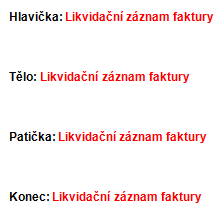 Hlavička: Likvidační záznam faktury
Tělo: Likvidační záznam faktury
Patička: Likvidační záznam faktury
Konec: Likvidační záznam faktury